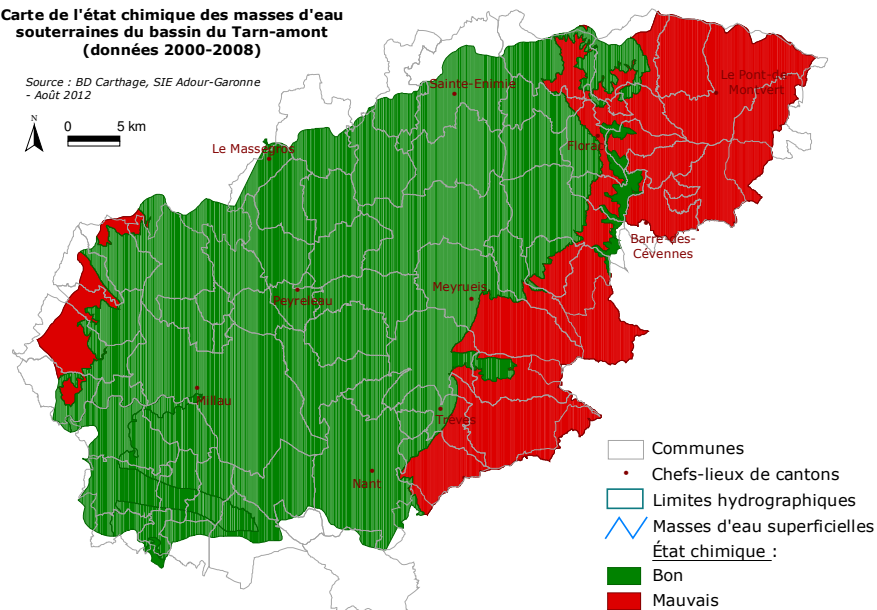 Carte de l'état chimique des masses d'eau
souterraines du bassin du Tarn-amont
(données 2000-2008)
Source : BD Carthage, SIE Adour-Garonne
- Août 2012
N
0 5 km
Sainte-Enimie
Le Pont-de-
Montvert
Le Massegros
Florac
Barre-des-
Cévennes
Meyrueis
Peyreleau
Millau
Trèves
Nant
Communes
Chefs-lieux de cantons
Limites hydrographiques
Masses d'eau superficielles
État chimique :
Bon
Mauvais